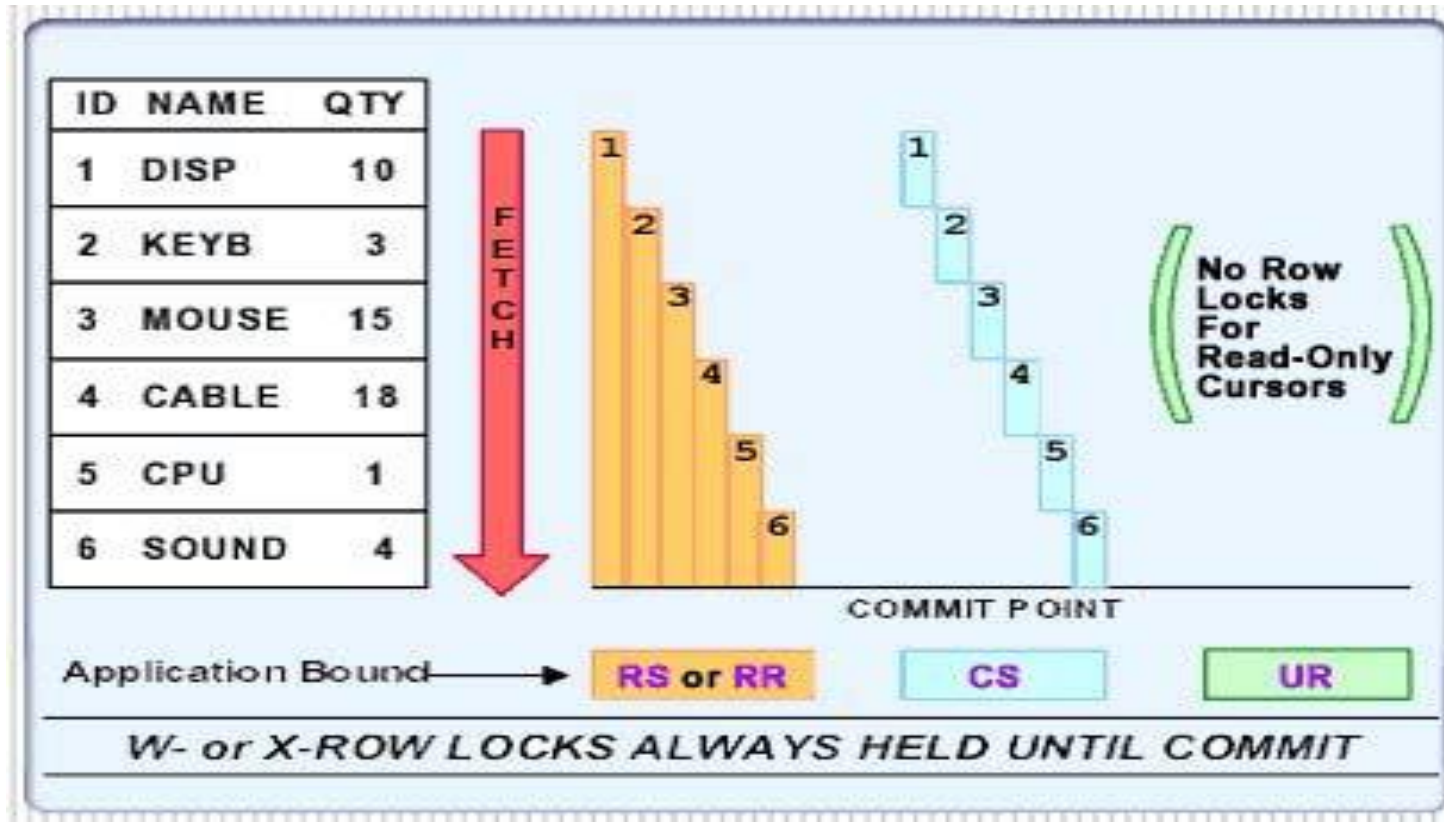 ID NAME QTY
1 DISP 10
2 KEYB 3
3 MOUSE 15
4 CABLE 18
5 CPU 1
6 SOUND 4
FETCH
1
2
3
4
5
6
1
2
3
4
5
6
No Row
Locks
For
Read-Only
Cursors
COMMIT POINT
Application Bound
RS or RR
CS
UR
W- or X-ROW LOCKS ALWAYS HELD UNTIL COMMIT